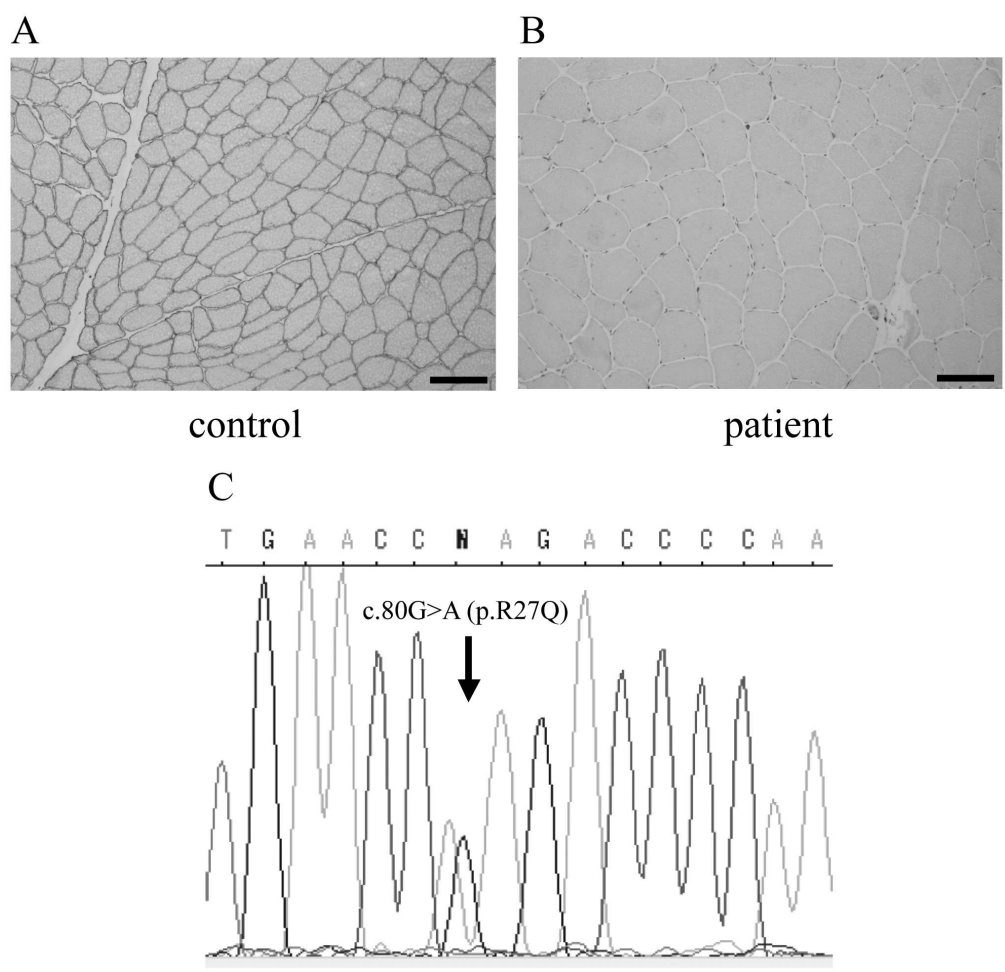 A
B
control
patient
C
T G A A C C N A G A C C C C A A
c.80G>A (p.R27Q)